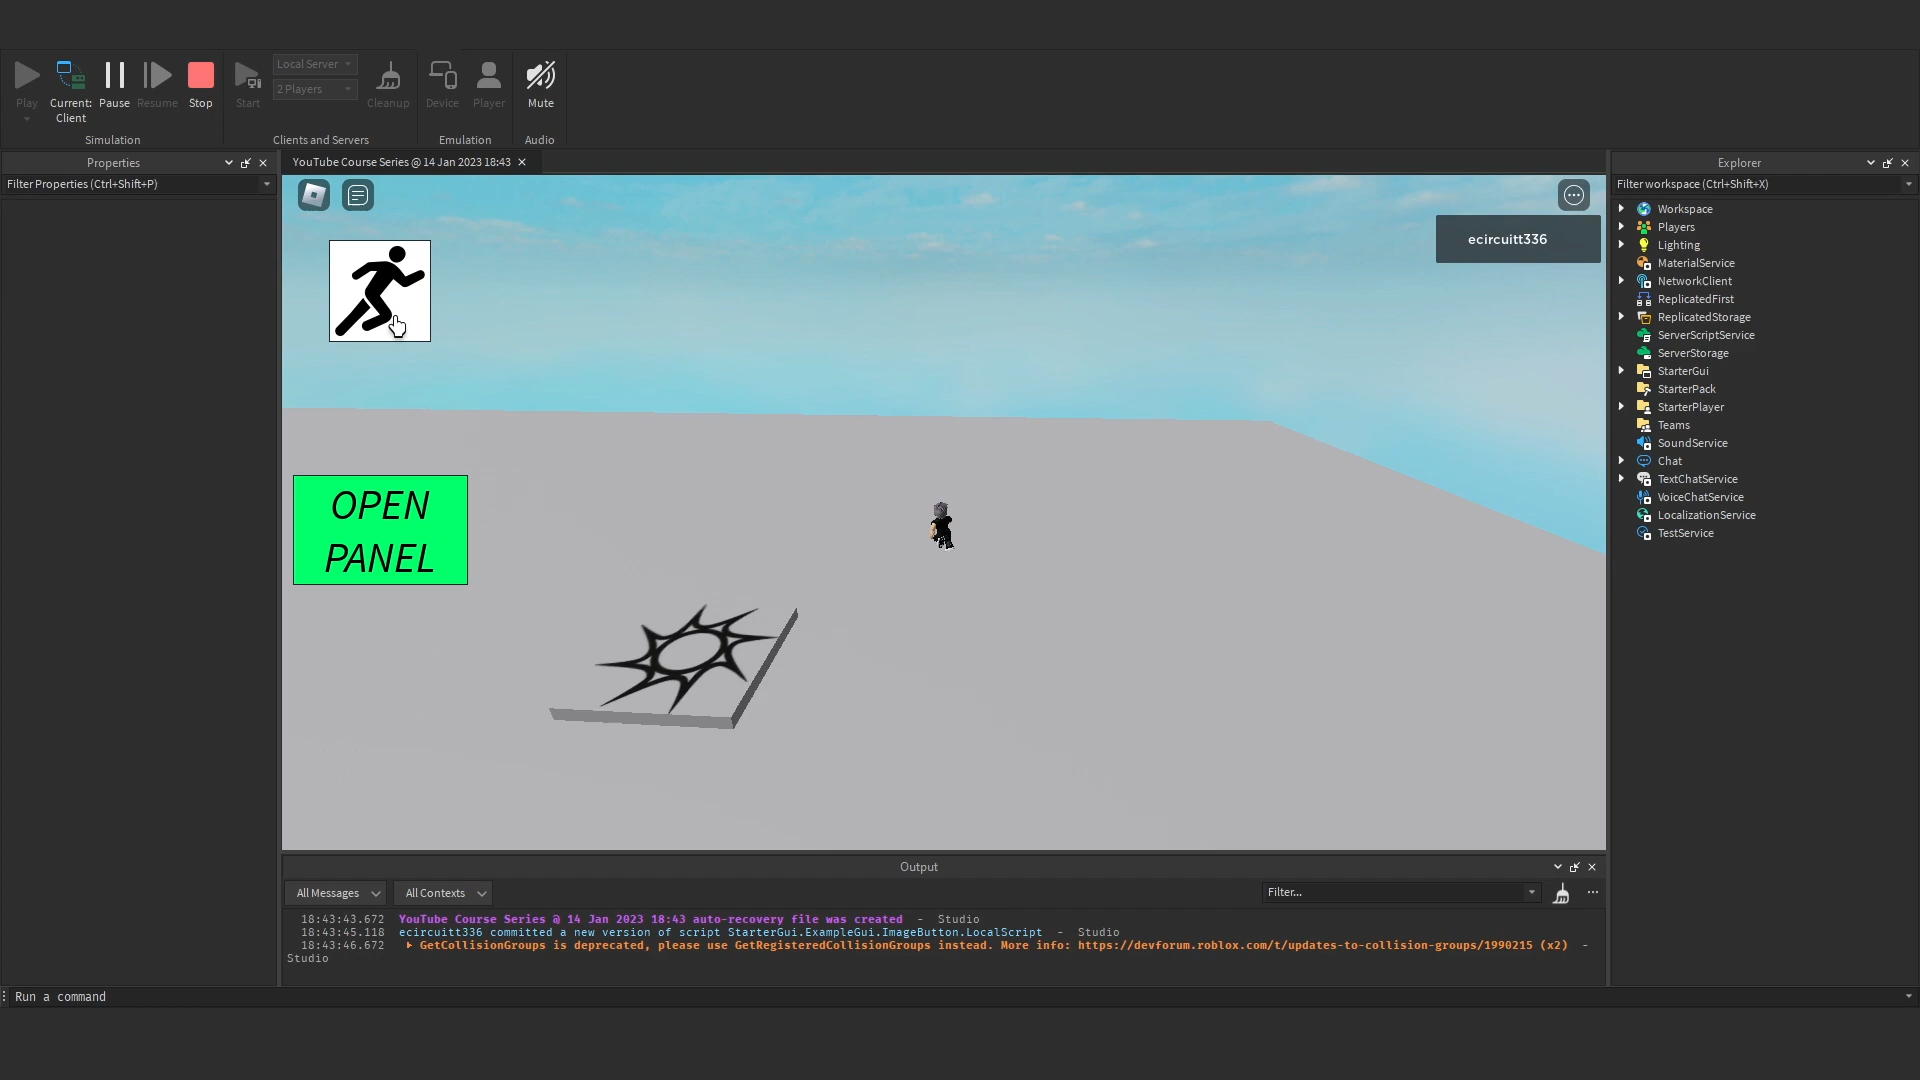 Play
Current:
Client
Pause
Resume
Stop
Simulation
Start
Local Server
2 Players
Cleanup
Clients and Servers
Device
Player
Emulation
Mute
Audio
Properties
Filter Properties (Ctrl+Shift+P)
YouTube Course Series @ 14 Jan 2023 18:43
ecircuitt336
OPEN
PANEL
Explorer
Filter workspace (Ctrl+Shift+X)
Workspace
Players
Lighting
MaterialService
NetworkClient
ReplicatedFirst
ReplicatedStorage
ServerScriptService
ServerStorage
StarterGui
StarterPack
StarterPlayer
Teams
SoundService
Chat
TextChatService
VoiceChatService
LocalizationService
TestService
Output
All Messages
All Contexts
Filter...
18:43:43.672 YouTube Course Series @ 14 Jan 2023 18:43 auto-recovery file was created - Studio
18:43:45.118 ecircuitt336 committed a new version of script StarterGui.ExampleGui.ImageButton.LocalScript - Studio
18:43:46.672 GetCollisionGroups is deprecated, please use GetRegisteredCollisionGroups instead. More info: https://devforum.roblox.com/t/updates-to-collision-groups/1990215 (x2) -
Studio
Run a command